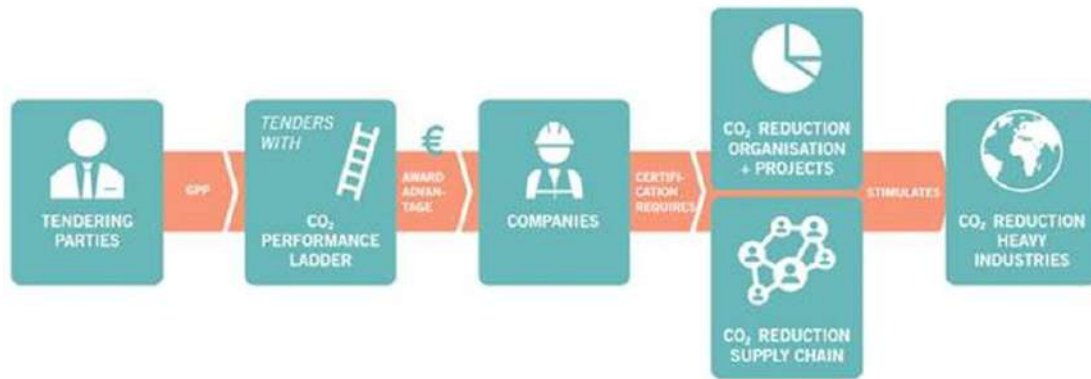 TENDERING
PARTIES
GPP
TENDERS
WITH
CO₂
PERFORMANCE
LADDER
€
AWARD
ADVAN-
TAGE
COMPANIES
CERTIFI-
CATION
REQUIRES
CO₂ REDUCTION
ORGANISATION
+ PROJECTS
CO₂ REDUCTION
SUPPLY CHAIN
STIMULATES
CO₂ REDUCTION
HEAVY
INDUSTRIES